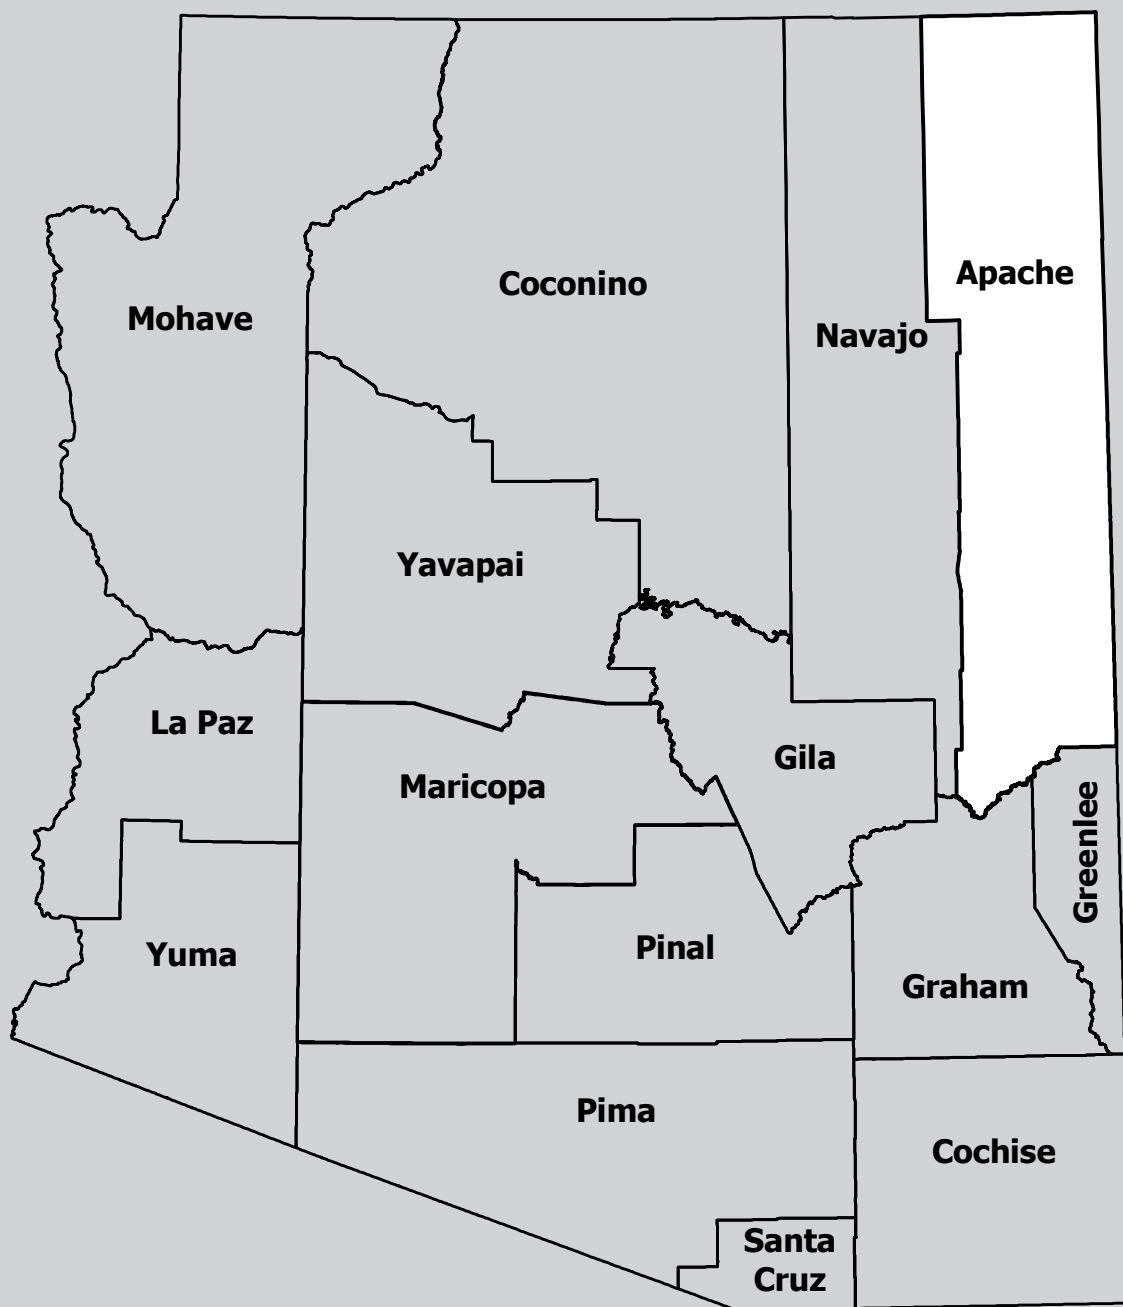 Apache
Coconino
Mohave
Navajo
Yavapai
La Paz
Gila
Maricopa
Greenlee
Pinal
Yuma
Graham
Pima
Cochise
Santa
Cruz